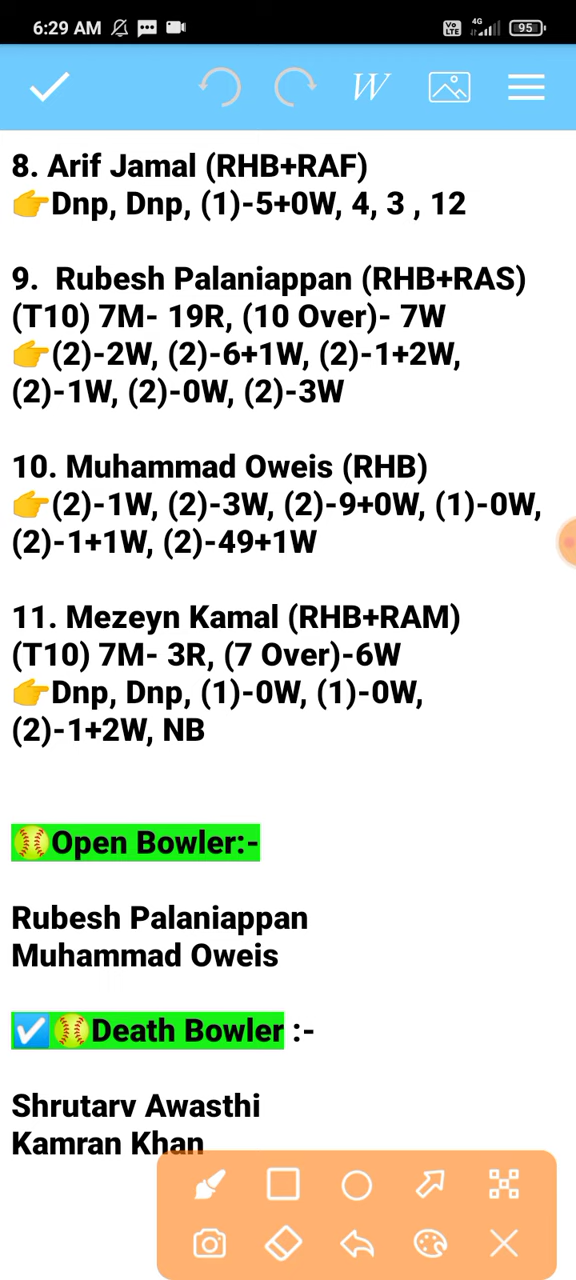 6:29 AM
Vo
LTE
4G
95
W
8. Arif Jamal (RHB+RAF)
👉Dnp, Dnp, (1)-5+0W, 4, 3 , 12
9.  Rubesh Palaniappan (RHB+RAS)
(T10) 7M- 19R, (10 Over)- 7W
👉(2)-2W, (2)-6+1W, (2)-1+2W,
(2)-1W, (2)-0W, (2)-3W
10. Muhammad Oweis (RHB)
👉(2)-1W, (2)-3W, (2)-9+0W, (1)-0W,
(2)-1+1W, (2)-49+1W
11. Mezeyn Kamal (RHB+RAM)
(T10) 7M- 3R, (7 Over)-6W
👉Dnp, Dnp, (1)-0W, (1)-0W,
(2)-1+2W, NB
🥎Open Bowler:-
Rubesh Palaniappan
Muhammad Oweis
☑️🥎Death Bowler :-
Shrutarv Awasthi
Kamran Khan